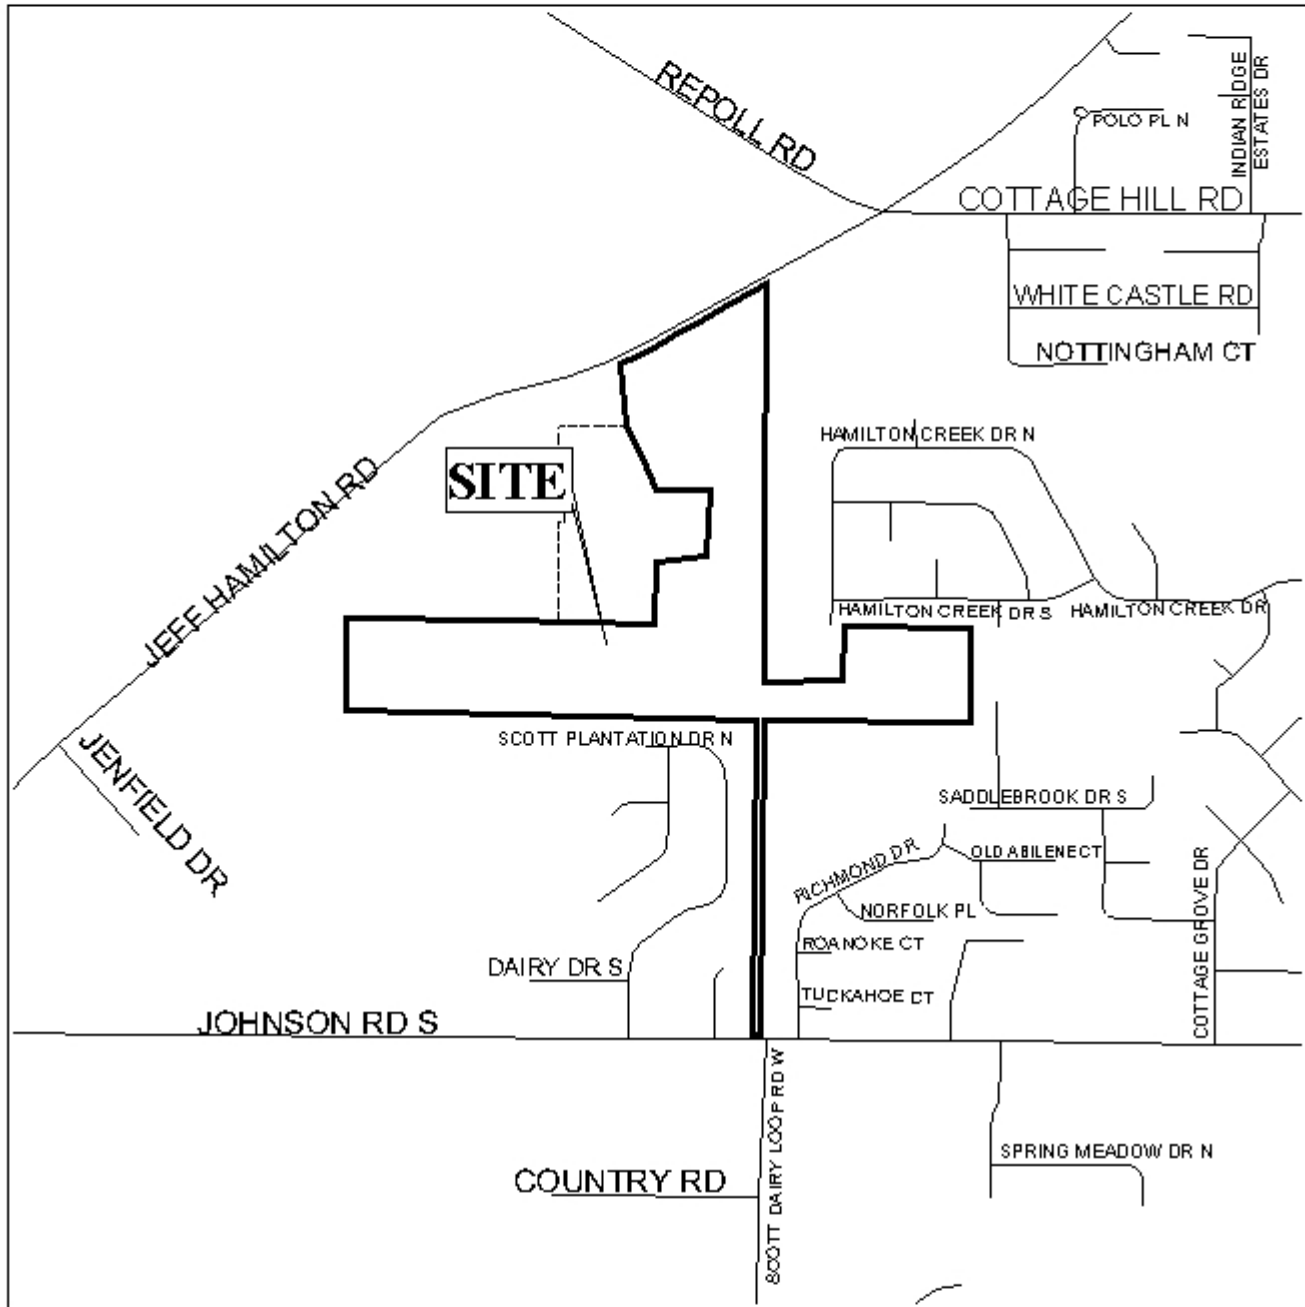 REPOLL RD
INDIAN RIDGE
ESTATES DR
POLO PL N
COTTAGE HILL RD
WHITE CASTLE RD
NOTTINGHAM CT
HAMILTON CREEK DR N
SITE
JEFF HAMILTON RD
HAMILTON CREEK DR S
HAMILTON CREEK DR
SCOTT PLANTATION DR N
JENFIELD DR
SADDLEBROOK DR S
OLD ABILENE CT
RICHMOND DR
NORFOLK PL
COTTAGE GROVE DR
ROANOKE CT
DAIRY DR S
TUCKAHOE CT
JOHNSON RD S
SCOTT DAIRY LOOP RD W
SPRING MEADOW DR N
COUNTRY RD